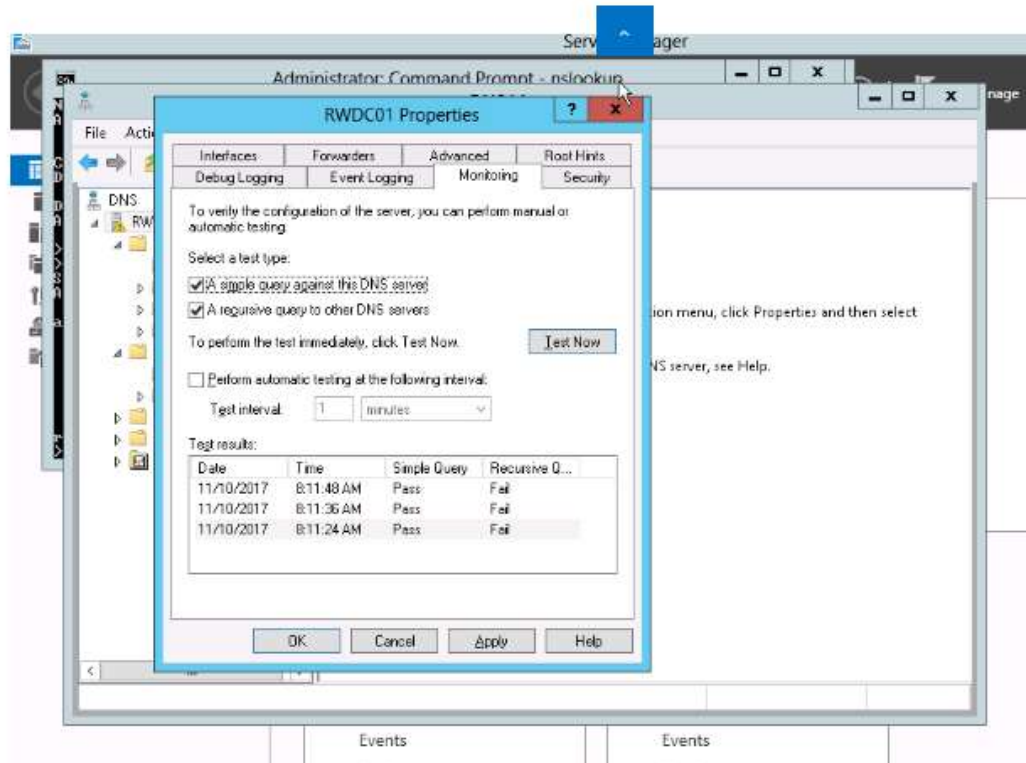 Administrator: Command Prompt - nslookup
nage
RWDC01 Properties
?
x
File
Interfaces Forwarders Advanced Root Hints
Debug Logging Event Logging Monitoring Security
DNS
RW
To verify the configuration of the server, you can perform manual or
automatic testing.
Select a test type:
A simple query against this DNS server
A recursive query to other DNS servers
To perform the test immediately, click Test Now.
Test Now
ion menu, click Properties and then select
NS server, see Help.
Perform automatic testing at the following interval:
Test interval: 1 minutes
Test results:
Date Time Simple Query Recursive Q...
11/10/2017 8:11:48 AM Pass Fail
11/10/2017 8:11:36 AM Pass Fail
11/10/2017 8:11:24 AM Pass Fail
OK Cancel Apply Help
Events Events